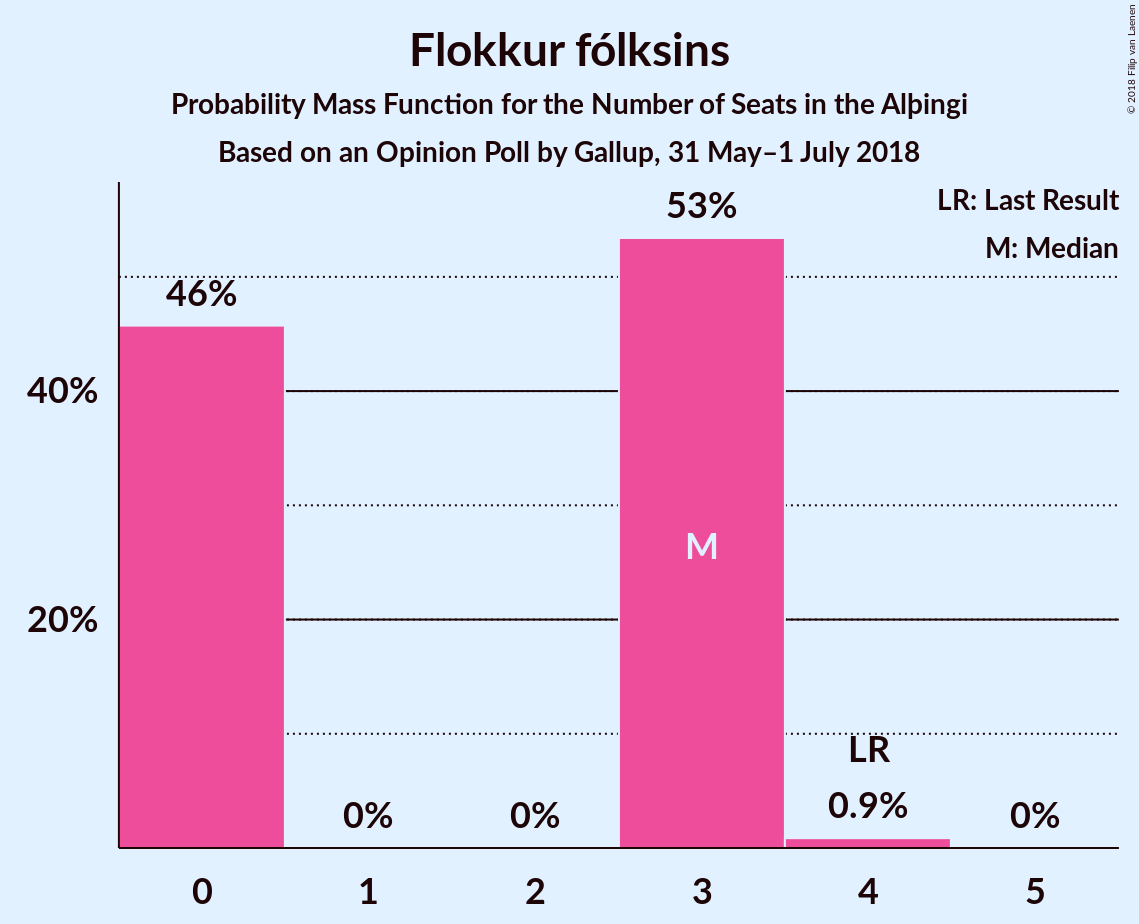 Flokkur fólksins
Probability Mass Function for the Number of Seats in the Alþingi
Based on an Opinion Poll by Gallup, 31 May–1 July 2018
© 2018 Filip van Laenen
LR: Last Result
M: Median
53%
46%
40%
M
20%
LR
0%
0%
0.9%
0%
0
1
2
3
4
5